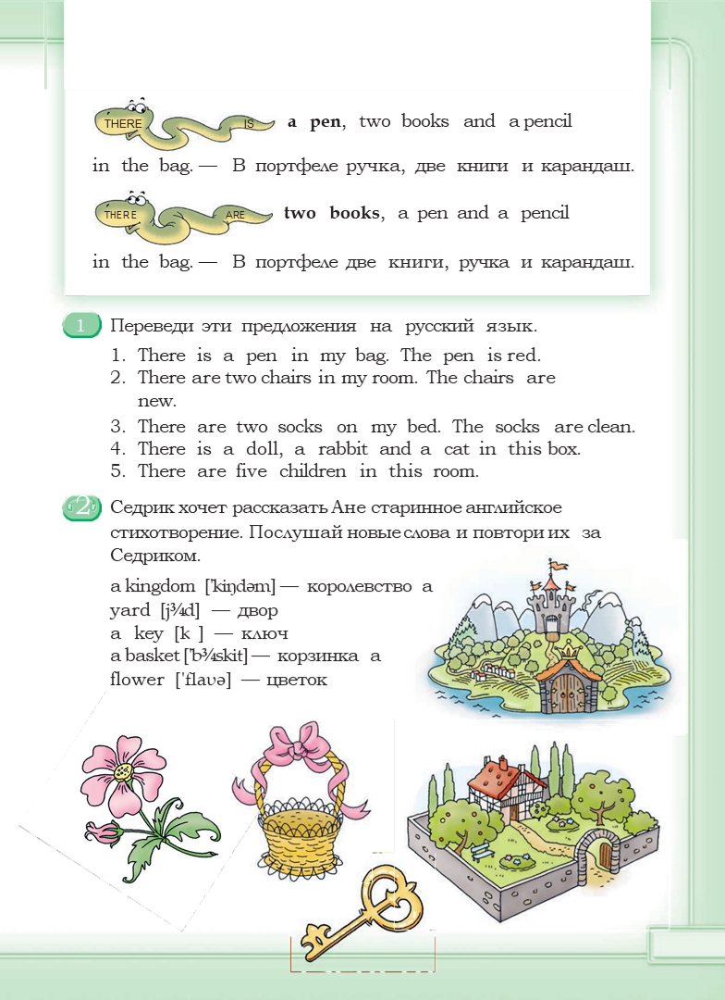 THERE IS a pen, two books and a pencil
in the bag. — В портфеле ручка, две книги и карандаш.
THERE ARE two books, a pen and a pencil
in the bag. — В портфеле две книги, ручка и карандаш.
1 Переведи эти предложения на русский язык.
1. There is a pen in my bag. The pen is red.
2. There are two chairs in my room. The chairs are
new.
3. There are two socks on my bed. The socks are clean.
4. There is a doll, a rabbit and a cat in this box.
5. There are five children in this room.
2 Седрик хочет рассказать Ане старинное английское
стихотворение. Послушай новые слова и повтори их за
Седриком.
a kingdom ['kiŋdəm] — королевство a
yard [j¾d] — двор
a key [k ] — ключ
a basket ['b¾skit] — корзинка a
flower ['flaʊə] — цветок